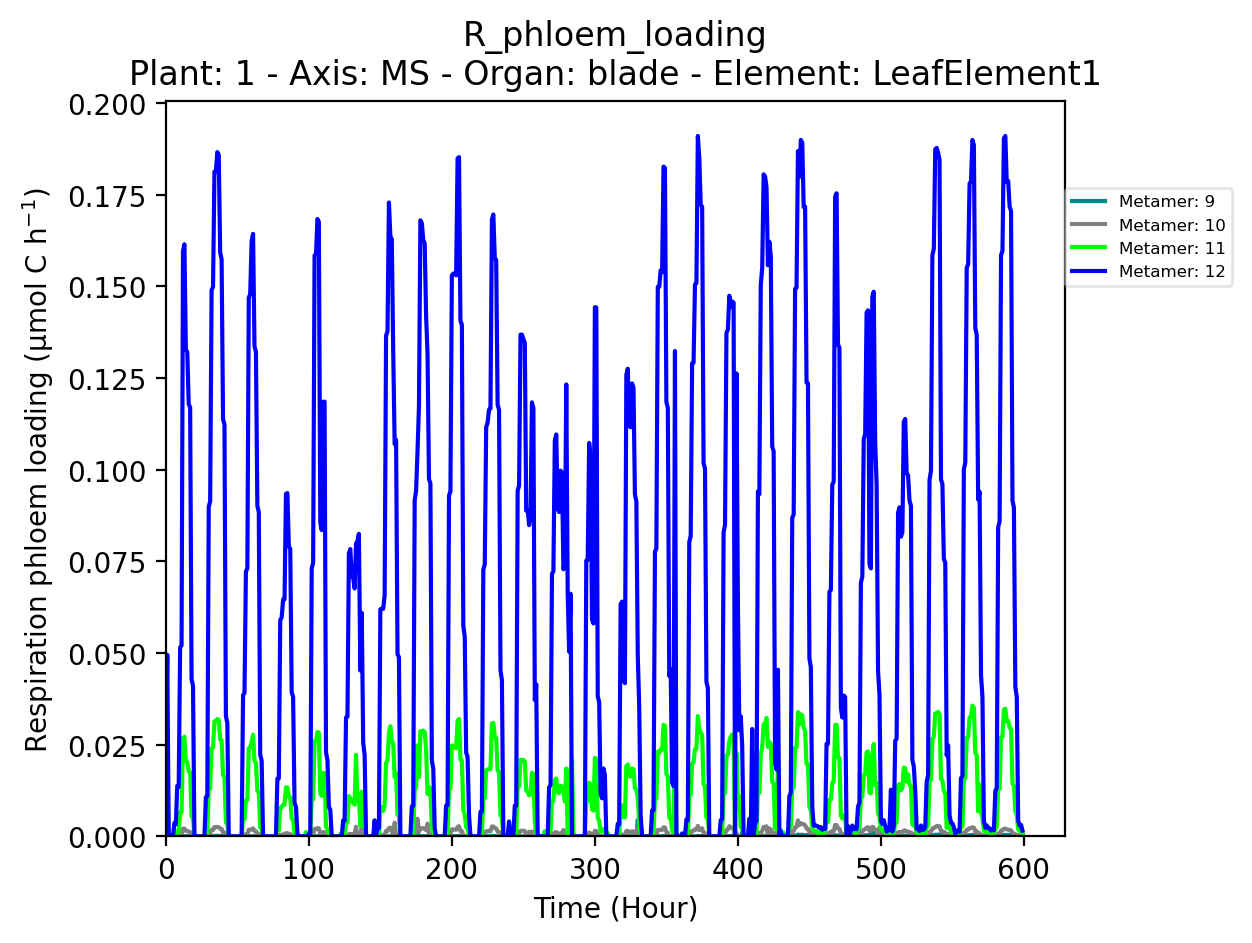 R_phloem_loading
Plant: 1 - Axis: MS - Organ: blade - Element: LeafElement1
0.200
0.175
0.150
0.125
0.100
0.075
0.050
0.025
0.000
Respiration phloem loading (µmol C h⁻¹)
Metamer: 9
Metamer: 10
Metamer: 11
Metamer: 12
0 100 200 300 400 500 600
Time (Hour)